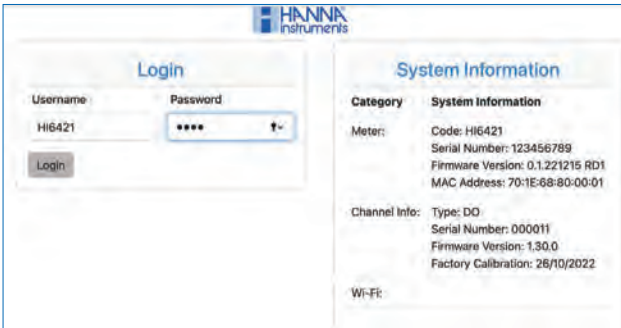 HANNA
instruments
Login
Username
Password
HI6421
••••
Login
System Information
Category
System Information
Meter:
Code: HI6421
Serial Number: 123456789
Firmware Version: 0.1.221215 RD1
MAC Address: 70:1E:68:80:00:01
Channel Info:
Type: DO
Serial Number: 000011
Firmware Version: 1.30.0
Factory Calibration: 26/10/2022
Wi-Fi: